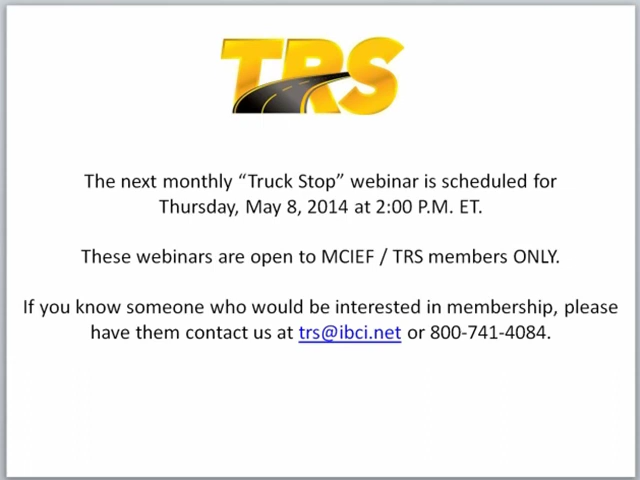 TRS
The next monthly “Truck Stop” webinar is scheduled for
Thursday, May 8, 2014 at 2:00 P.M. ET.
These webinars are open to MCIEF / TRS members ONLY.
If you know someone who would be interested in membership, please
have them contact us at trs@ibci.net or 800-741-4084.